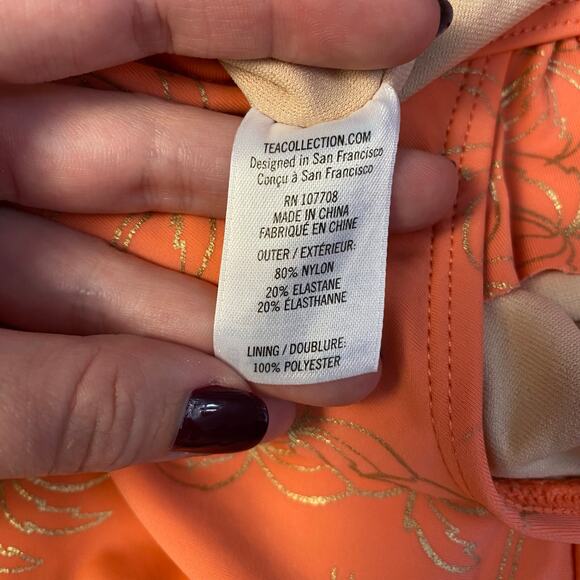 TEACOLLECTION.COM
Designed in San Francisco
Conçu à San Francisco
RN 107708
MADE IN CHINA
FABRIQUÉ EN CHINE
OUTER / EXTÉRIEUR:
80% NYLON
20% ELASTANE
20% ÉLASTHANNE
LINING / DOUBLURE:
100% POLYESTER